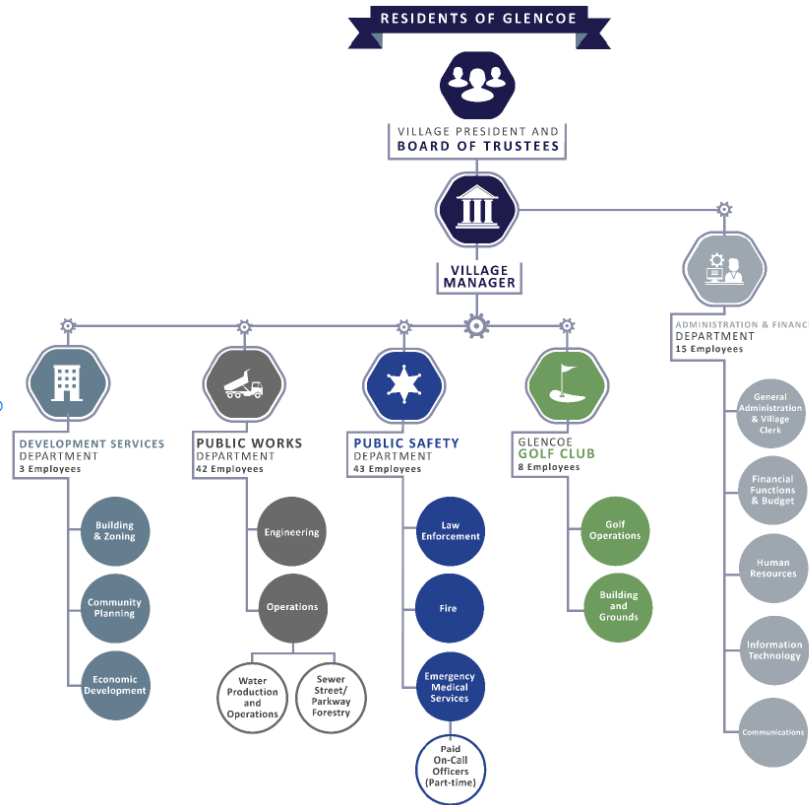 RESIDENTS OF GLENCOE
VILLAGE PRESIDENT AND
BOARD OF TRUSTEES
VILLAGE
MANAGER
DEVELOPMENT SERVICES
DEPARTMENT
3 Employees
Building
& Zoning
Community
Planning
Economic
Development
PUBLIC WORKS
DEPARTMENT
42 Employees
Engineering
Operations
Water
Production
and
Operations
Sewer
Street/
Parkway
Forestry
PUBLIC SAFETY
DEPARTMENT
43 Employees
Law
Enforcement
Fire
Emergency
Medical
Services
Paid
On-Call
Officers
(Part-time)
GLENCOE
GOLF CLUB
8 Employees
Golf
Operations
Building
and
Grounds
ADMINISTRATION & FINANC
DEPARTMENT
15 Employees
General
Administration
& Village
Clerk
Financial
Functions
& Budget
Human
Resources
Information
Technology
Communications